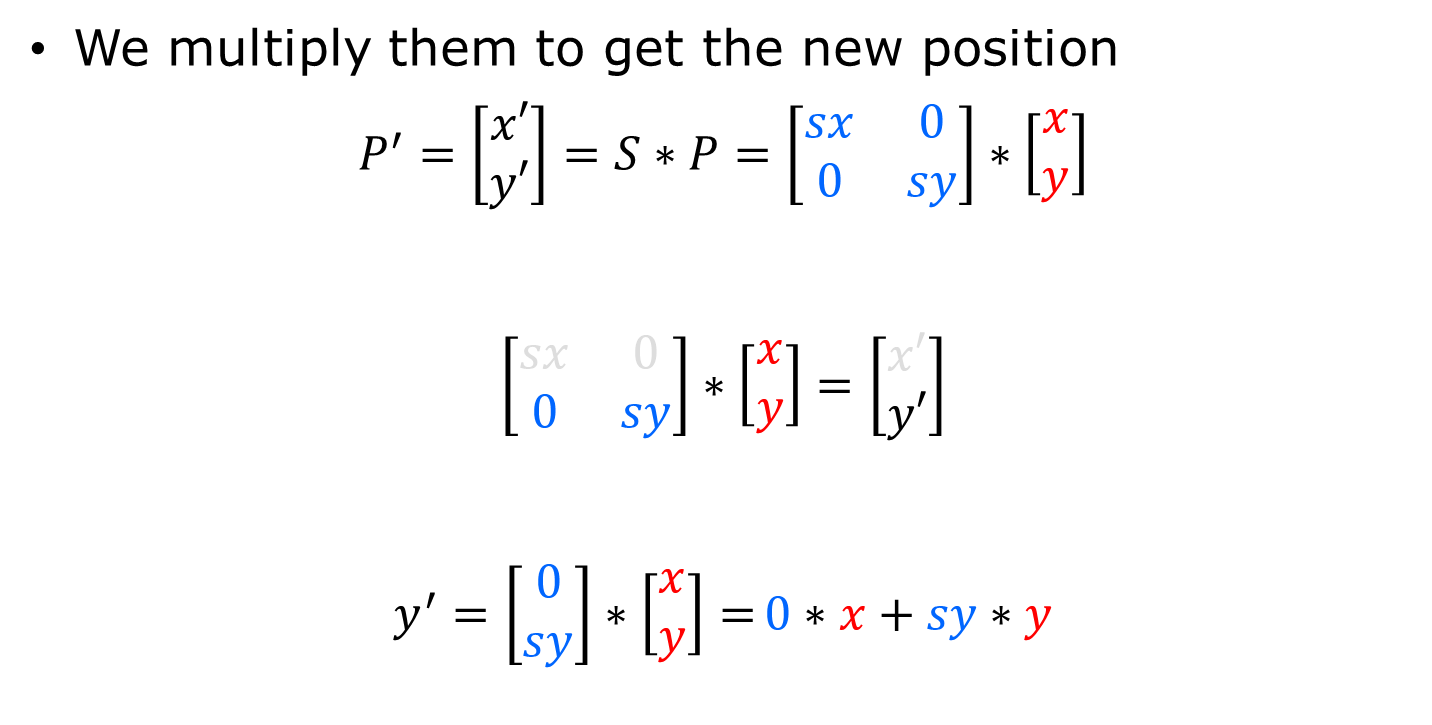 • We multiply them to get the new position
P′ = [x′ y′] = S * P = [sx 0 0 sy] * [x y]
[sx 0 0 sy] * [x y] = [x′ y′]
y′ = [0 sy] * [x y] = 0 * x + sy * y